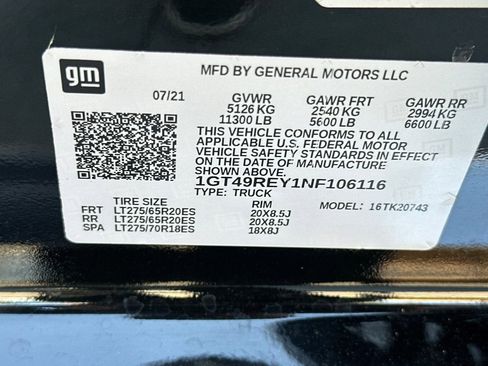 gm
MFD BY GENERAL MOTORS LLC
07/21 GVWR GAWR FRT GAWR RR
5126 KG 2540 KG 2994 KG
11300 LB 5600 LB 6600 LB
THIS VEHICLE CONFORMS TO ALL
APPLICABLE U.S. FEDERAL MOTOR
VEHICLE SAFETY STANDARDS IN EFFECT
ON THE DATE OF MANUFACTURE
SHOWN ABOVE.
1GT49REY1NF106116
TYPE: TRUCK
TIRE SIZE RIM MODEL: 16TK20743
FRT LT275/65R20ES 20X8.5J
RR LT275/65R20ES 20X8.5J
SPA LT275/70R18ES 18X8J